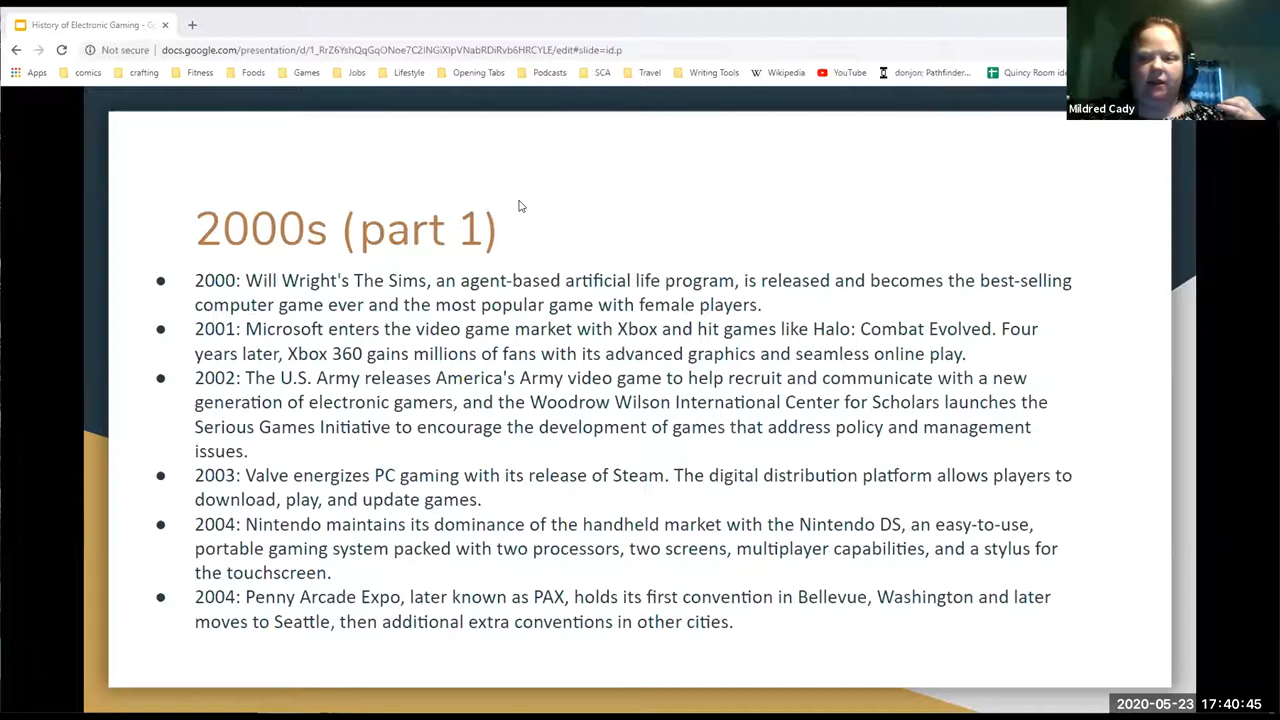 History of Electronic Gaming - G
Not secure
docs.google.com/presentation/d/1_RrZ6YshQqGqONoe7C2INGiXIpVNabRDiRvb6HRCYLE/edit#slide=id.p
Apps comics crafting Fitness Foods Games Jobs Lifestyle Opening Tabs Podcasts SCA Travel Writing Tools Wikipedia YouTube donjon; Pathfinder... Quincy Room ide
Mildred Cady
2000s (part 1)
● 2000: Will Wright's The Sims, an agent-based artificial life program, is released and becomes the best-selling
computer game ever and the most popular game with female players.
● 2001: Microsoft enters the video game market with Xbox and hit games like Halo: Combat Evolved. Four
years later, Xbox 360 gains millions of fans with its advanced graphics and seamless online play.
● 2002: The U.S. Army releases America's Army video game to help recruit and communicate with a new
generation of electronic gamers, and the Woodrow Wilson International Center for Scholars launches the
Serious Games Initiative to encourage the development of games that address policy and management
issues.
● 2003: Valve energizes PC gaming with its release of Steam. The digital distribution platform allows players to
download, play, and update games.
● 2004: Nintendo maintains its dominance of the handheld market with the Nintendo DS, an easy-to-use,
portable gaming system packed with two processors, two screens, multiplayer capabilities, and a stylus for
the touchscreen.
● 2004: Penny Arcade Expo, later known as PAX, holds its first convention in Bellevue, Washington and later
moves to Seattle, then additional extra conventions in other cities.
2020-05-23 17:40:45